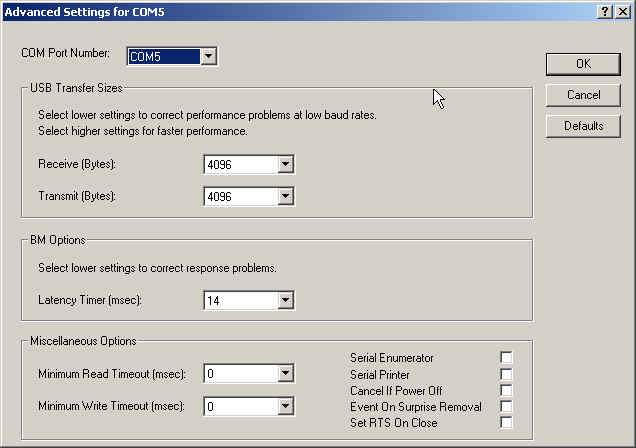 Advanced Settings for COM5
COM Port Number: COM5
OK
USB Transfer Sizes
Cancel
Select lower settings to correct performance problems at low baud rates.
Select higher settings for faster performance.
Defaults
Receive (Bytes): 4096
Transmit (Bytes): 4096
BM Options
Select lower settings to correct response problems.
Latency Timer (msec): 14
Miscellaneous Options
Minimum Read Timeout (msec): 0
Minimum Write Timeout (msec): 0
Serial Enumerator
Serial Printer
Cancel If Power Off
Event On Surprise Removal
Set RTS On Close